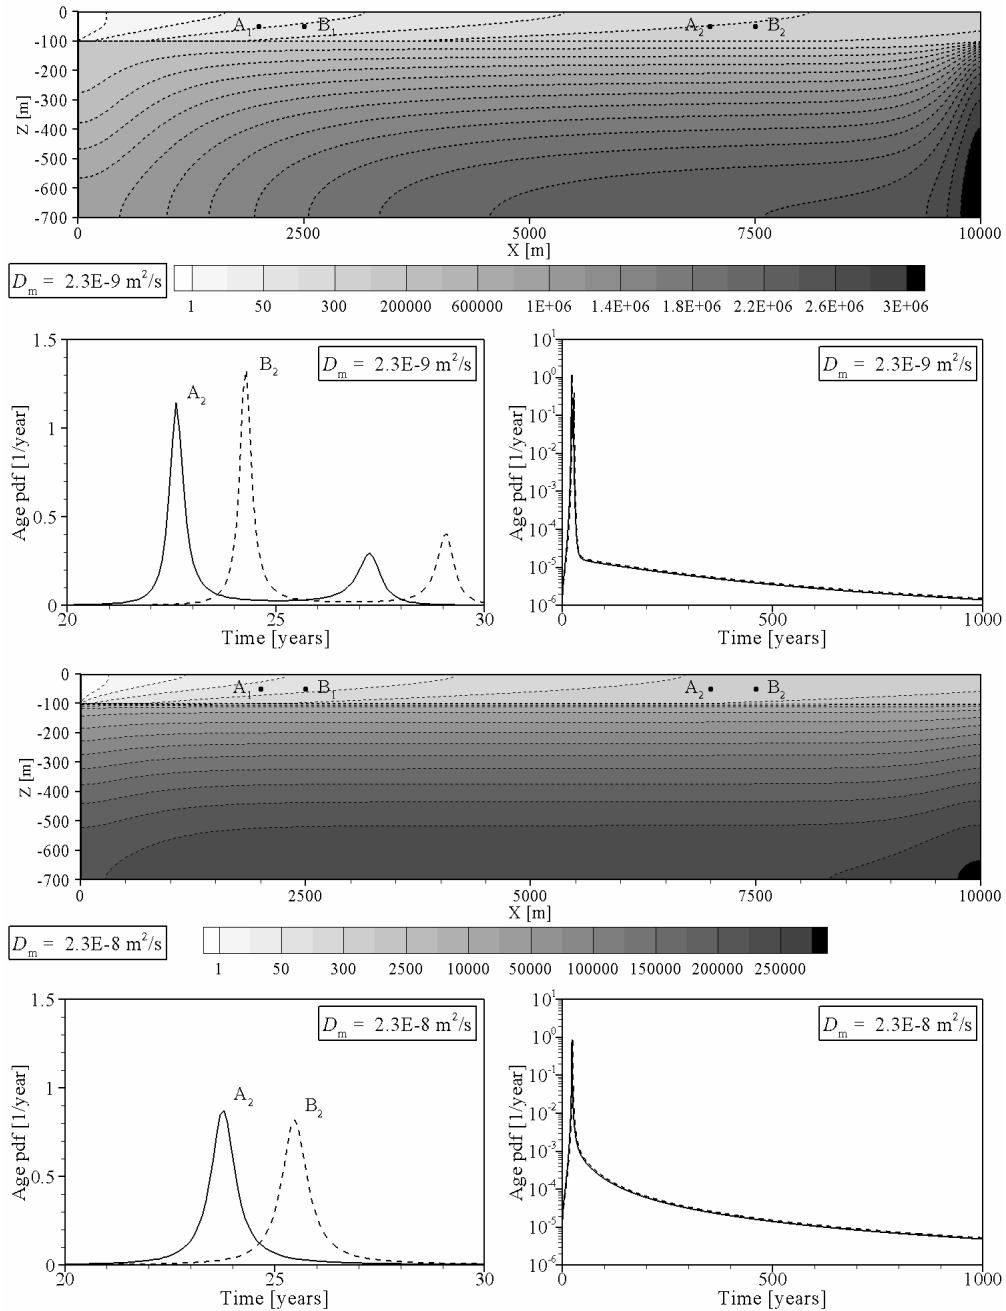 0
A₁ B₁ A₂ B₂
-100
-200
-300
-400
-500
-600
-700
Z [m]
0 2500 5000 7500 10000
X [m]
Dm = 2.3E-9 m²/s
1 50 300 200000 600000 1E+06 1.4E+06 1.8E+06 2.2E+06 2.6E+06 3E+06
1.5
1
0.5
0
Age pdf [1/year]
A₂
B₂
Dm = 2.3E-9 m²/s
20 25 30
Time [years]
10¹
10⁰
10⁻¹
10⁻²
10⁻³
10⁻⁴
10⁻⁵
10⁻⁶
Age pdf [1/year]
Dm = 2.3E-9 m²/s
0 500 1000
Time [years]
0
A₁ B₁ A₂ B₂
-100
-200
-300
-400
-500
-600
-700
Z [m]
0 2500 5000 7500 10000
X [m]
Dm = 2.3E-8 m²/s
1 50 300 2500 10000 50000 100000 150000 200000 250000
1.5
1
0.5
0
Age pdf [1/year]
A₂
B₂
Dm = 2.3E-8 m²/s
20 25 30
Time [years]
10¹
10⁰
10⁻¹
10⁻²
10⁻³
10⁻⁴
10⁻⁵
10⁻⁶
Age pdf [1/year]
Dm = 2.3E-8 m²/s
0 500 1000
Time [years]